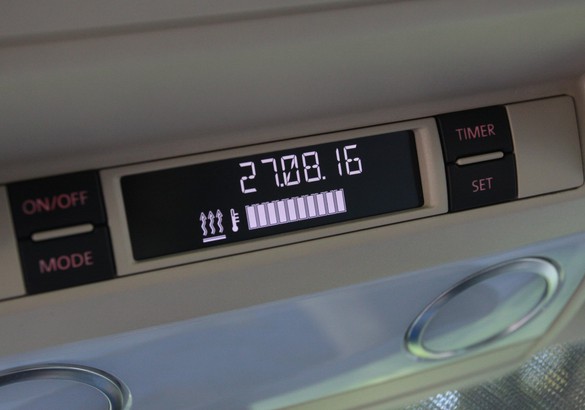 27.08.16
ON/OFF
MODE
TIMER
SET